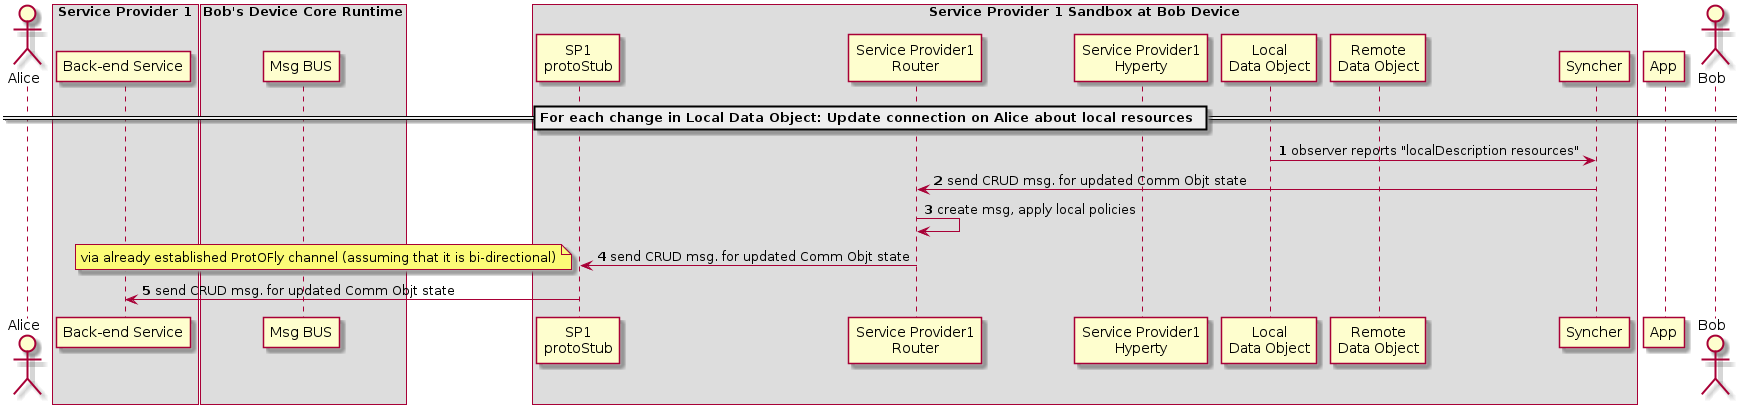 Service Provider 1
Bob's Device Core Runtime
Service Provider 1 Sandbox at Bob Device
Alice
Back-end Service
Msg BUS
SP1
protoStub
Service Provider1
Router
Service Provider1
Hyperty
Local
Data Object
Remote
Data Object
Syncher
App
Bob
For each change in Local Data Object: Update connection on Alice about local resources
1 observer reports "localDescription resources"
2 send CRUD msg. for updated Comm Objt state
3 create msg, apply local policies
via already established ProtOFly channel (assuming that it is bi-directional)
4 send CRUD msg. for updated Comm Objt state
5 send CRUD msg. for updated Comm Objt state
Alice
Back-end Service
Msg BUS
SP1
protoStub
Service Provider1
Router
Service Provider1
Hyperty
Local
Data Object
Remote
Data Object
Syncher
App
Bob